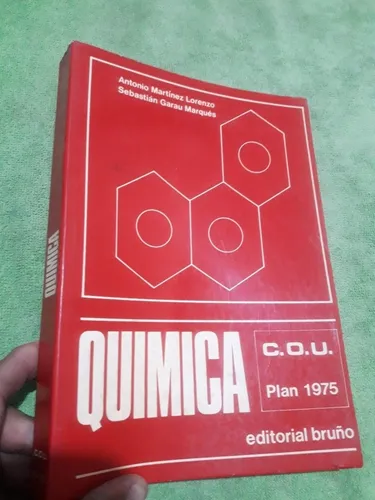 Antonio Martínez Lorenzo
Sebastián Garau Marqués
QUIMICA
QUIMICA
C.O.U.
Plan 1975
editorial bruño